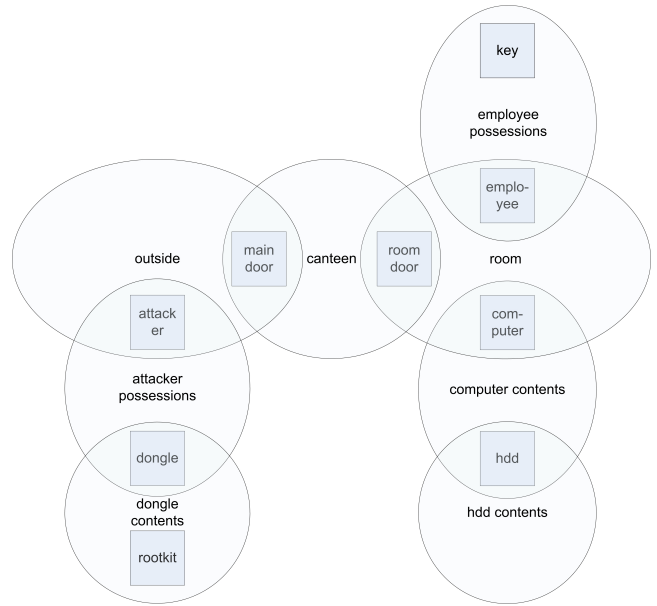 key
employee
possessions
emplo-
yee
outside
main
door
canteen
room
door
room
attack
er
com-
puter
attacker
possessions
computer contents
dongle
hdd
dongle
contents
hdd contents
rootkit